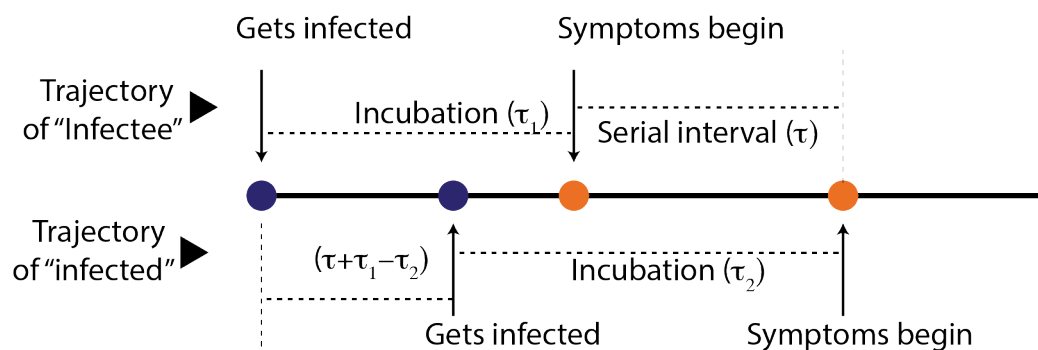 Gets infected
Symptoms begin
Trajectory
of "Infectee"
Incubation (τ₁)
Serial interval (τ)
Trajectory
of "infected"
(τ+τ₁−τ₂)
Incubation (τ₂)
Gets infected
Symptoms begin